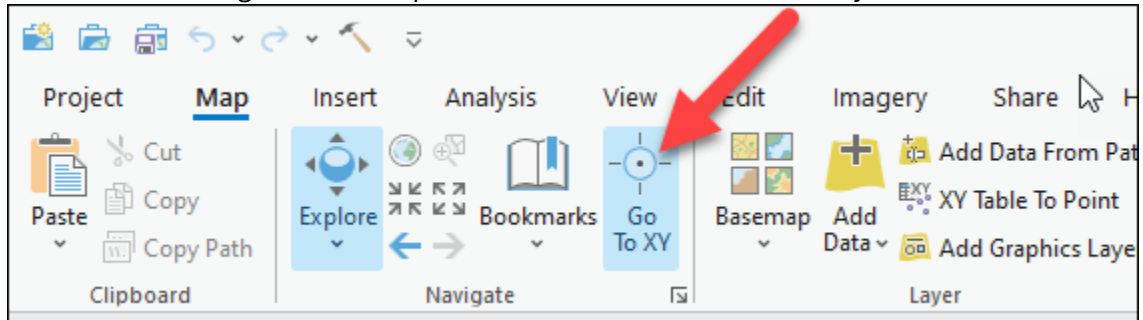 Project Map Insert Analysis View Edit Imagery Share H
Cut
Copy
Copy Path
Paste
Explore
Bookmarks
Go
To XY
Basemap
Add
Data
Add Data From Pat
XY Table To Point
Add Graphics Laye
Clipboard Navigate Layer